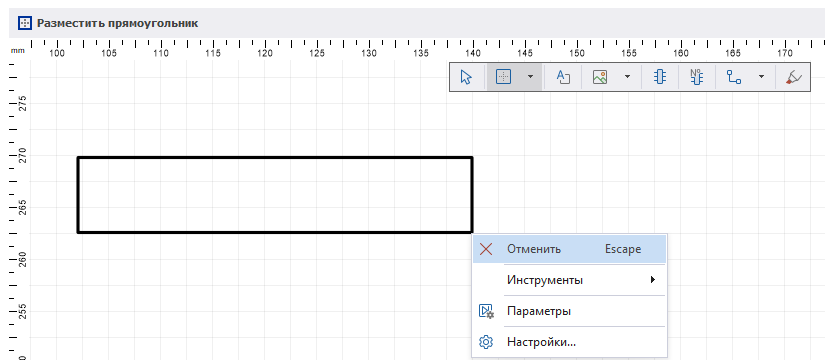 Разместить прямоугольник
mm 100 105 110 115 120 125 130 135 140 145 150 155 160 165 170
275
270
265
260
255
Nº
Отменить Escape
Инструменты
Параметры
Настройки...